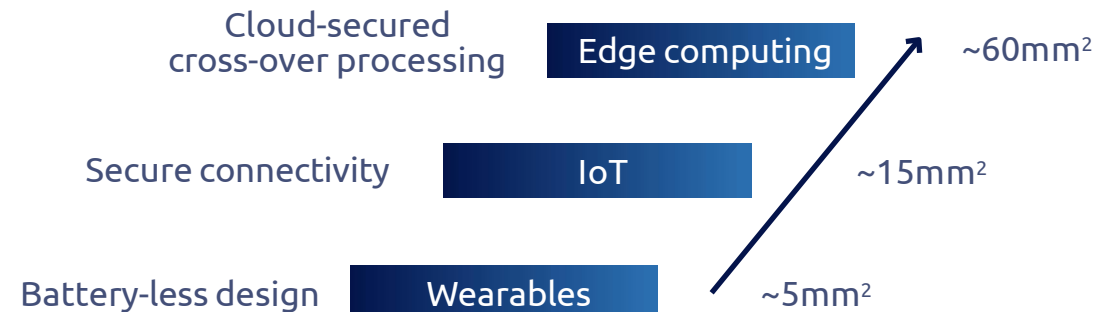 Cloud-secured
cross-over processing
Edge computing
~60mm²
Secure connectivity
IoT
~15mm²
Battery-less design
Wearables
~5mm²